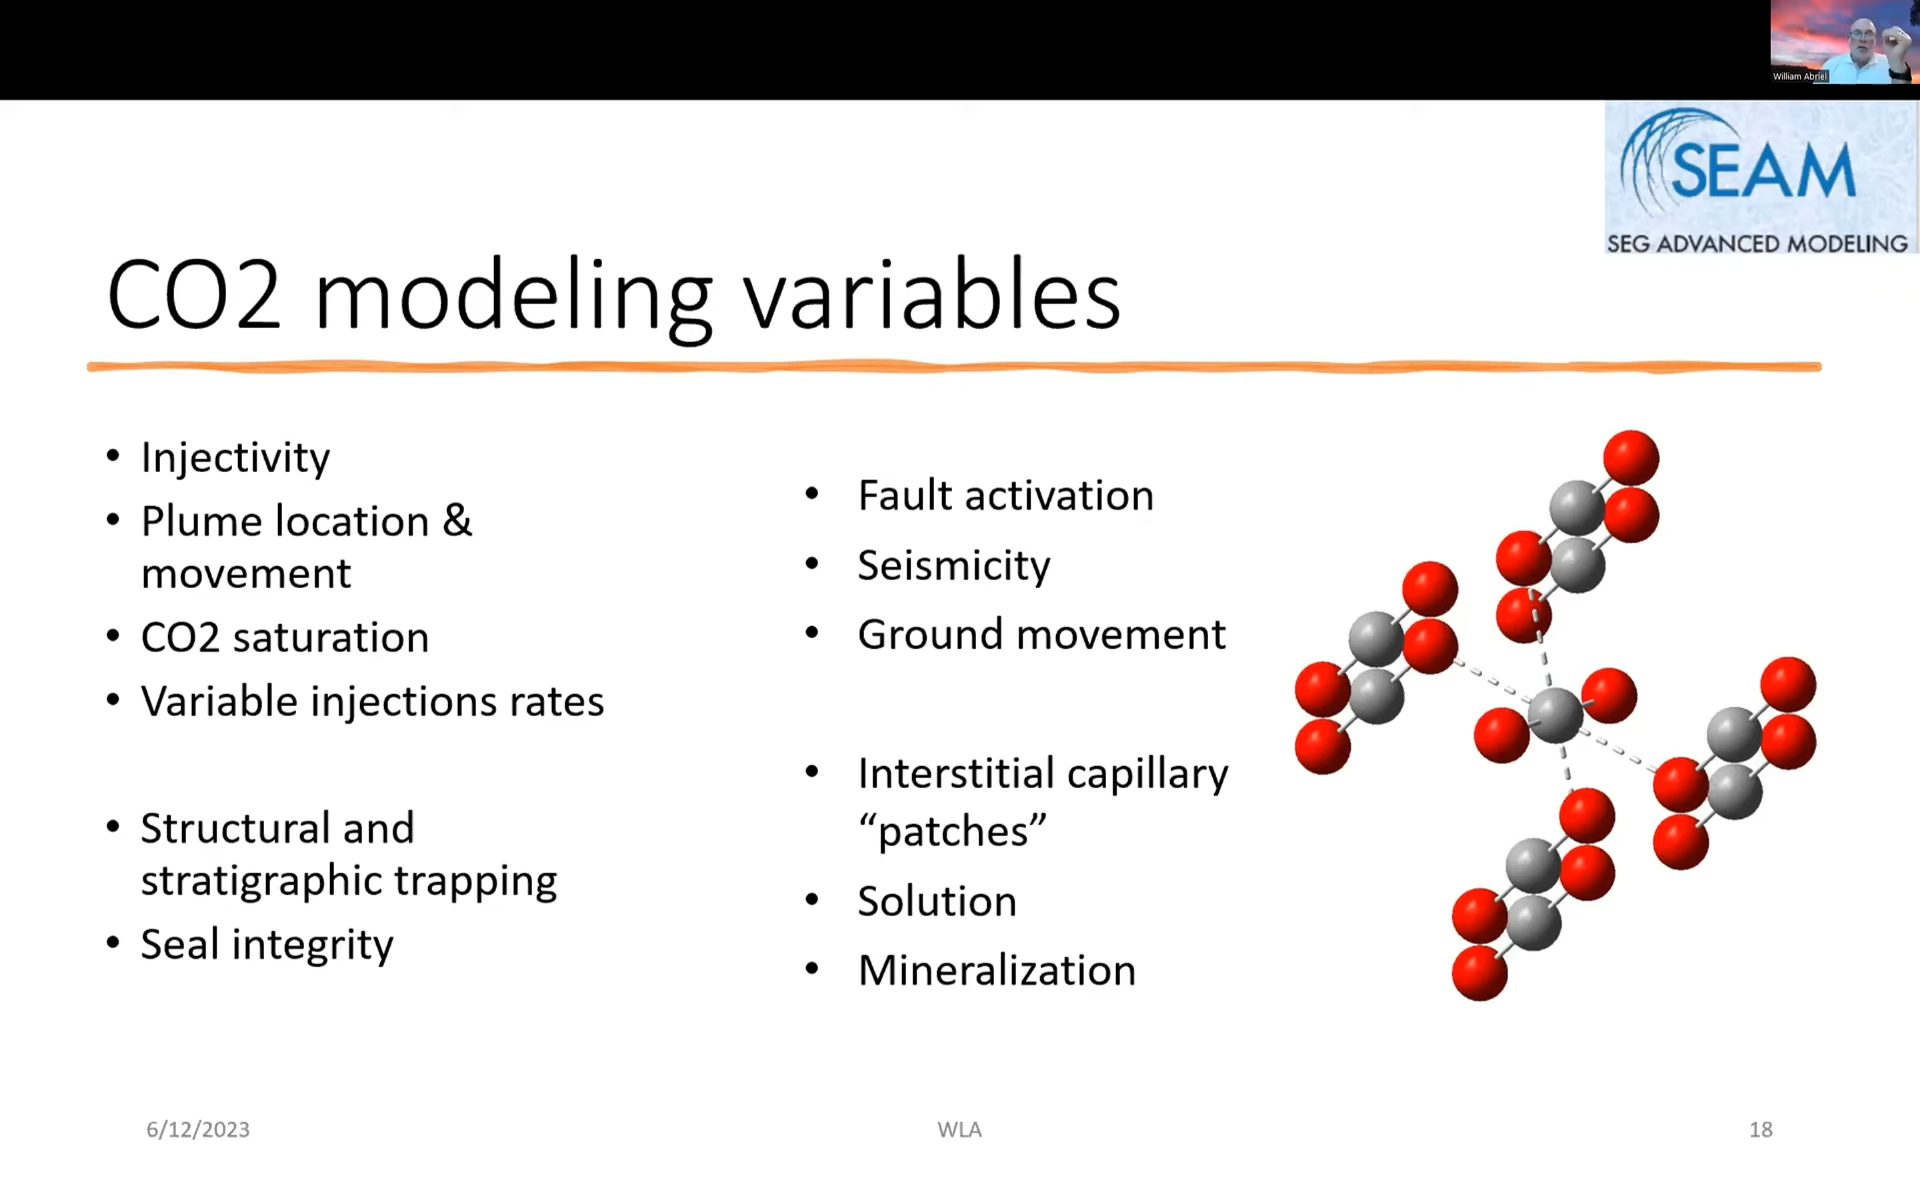 William Abriel
SEAM
SEG ADVANCED MODELING
CO2 modeling variables
• Injectivity
• Plume location &
movement
• CO2 saturation
• Variable injections rates
• Structural and
stratigraphic trapping
• Seal integrity
• Fault activation
• Seismicity
• Ground movement
• Interstitial capillary
“patches”
• Solution
• Mineralization
6/12/2023
WLA
18